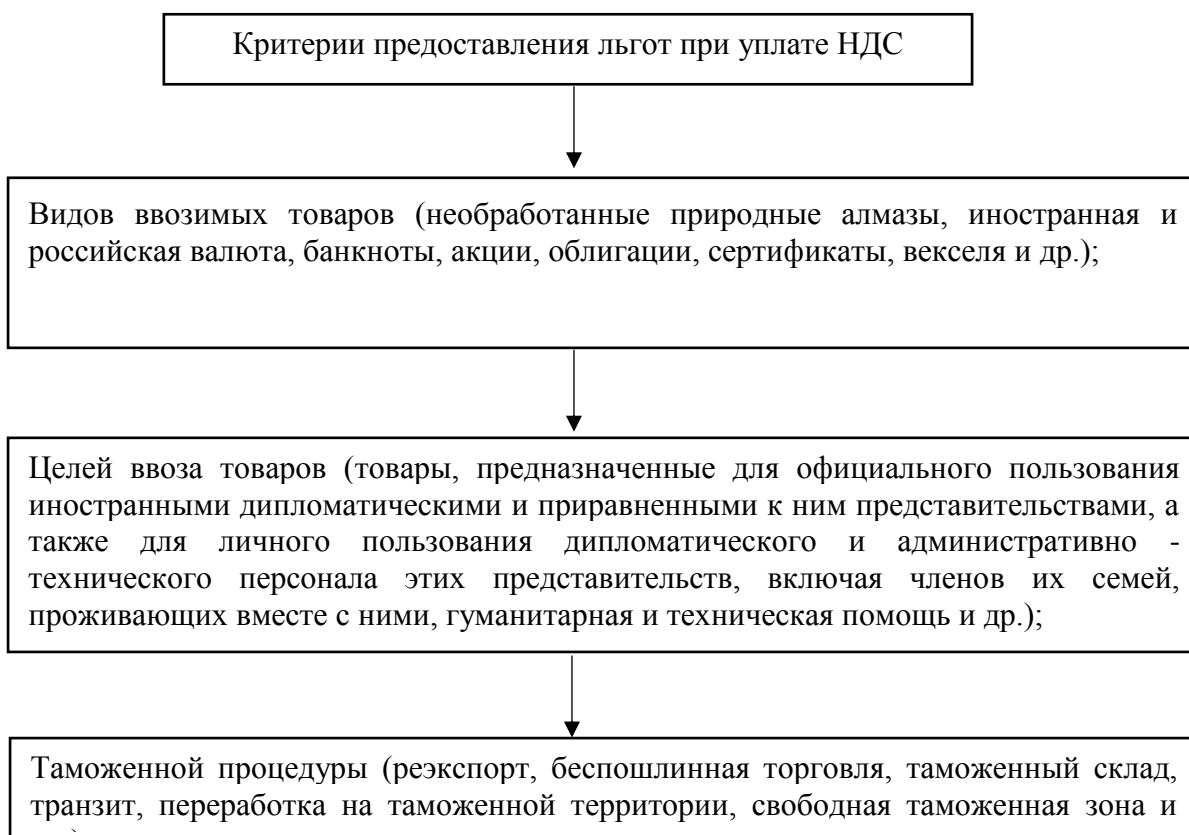 Критерии предоставления льгот при уплате НДС
Видов ввозимых товаров (необработанные природные алмазы, иностранная и
российская валюта, банкноты, акции, облигации, сертификаты, векселя и др.);
Целей ввоза товаров (товары, предназначенные для официального пользования
иностранными дипломатическими и приравненными к ним представительствами, а
также для личного пользования дипломатического и административно -
технического персонала этих представительств, включая членов их семей,
проживающих вместе с ними, гуманитарная и техническая помощь и др.);
Таможенной процедуры (реэкспорт, беспошлинная торговля, таможенный склад,
транзит, переработка на таможенной территории, свободная таможенная зона и